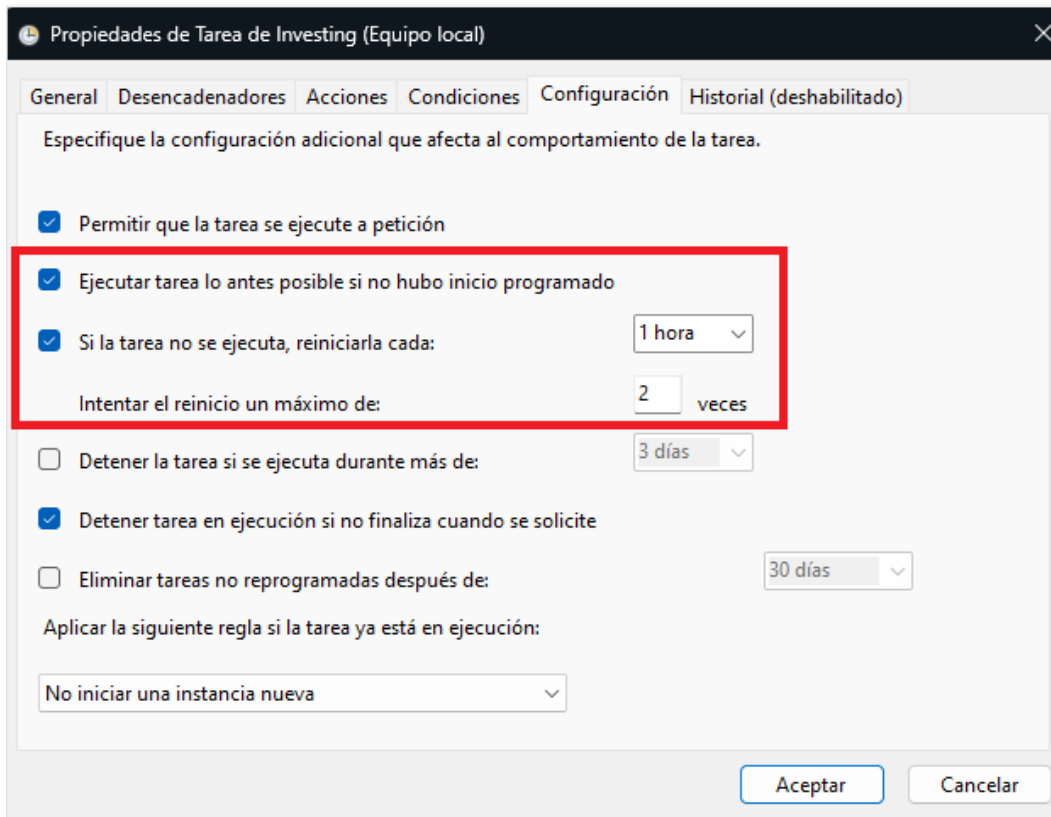 Propiedades de Tarea de Investing (Equipo local)
General Desencadenadores Acciones Condiciones Configuración Historial (deshabilitado)
Especifique la configuración adicional que afecta al comportamiento de la tarea.
Permitir que la tarea se ejecute a petición
Ejecutar tarea lo antes posible si no hubo inicio programado
Si la tarea no se ejecuta, reiniciarla cada: 1 hora
Intentar el reinicio un máximo de: 2 veces
Detener la tarea si se ejecuta durante más de: 3 días
Detener tarea en ejecución si no finaliza cuando se solicite
Eliminar tareas no reprogramadas después de: 30 días
Aplicar la siguiente regla si la tarea ya está en ejecución:
No iniciar una instancia nueva
Aceptar Cancelar